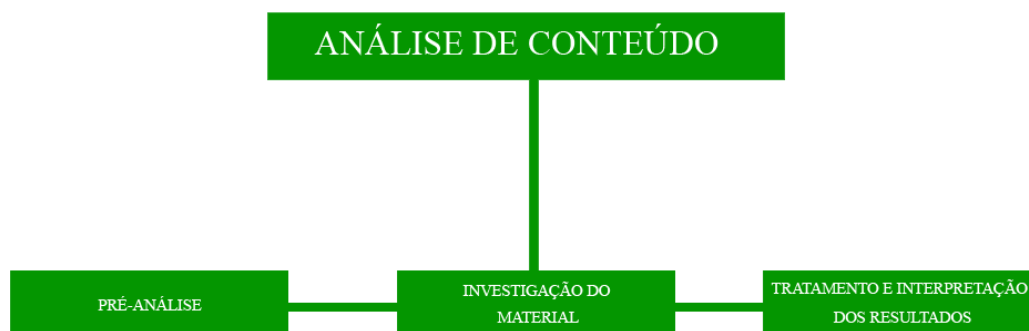 ANÁLISE DE CONTEÚDO
PRÉ-ANÁLISE
INVESTIGAÇÃO DO
MATERIAL
TRATAMENTO E INTERPRETAÇÃO
DOS RESULTADOS